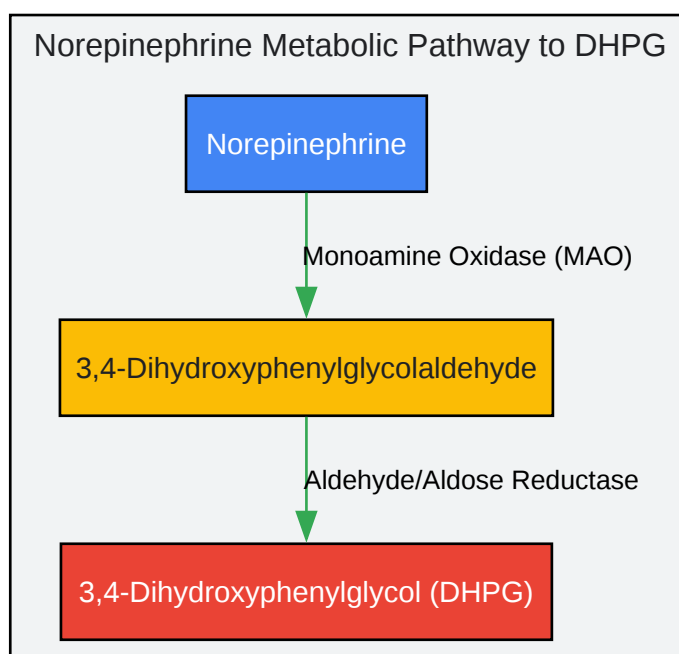 Norepinephrine Metabolic Pathway to DHPG
Norepinephrine
Monoamine Oxidase (MAO)
3,4-Dihydroxyphenylglycolaldehyde
Aldehyde/Aldose Reductase
3,4-Dihydroxyphenylglycol (DHPG)